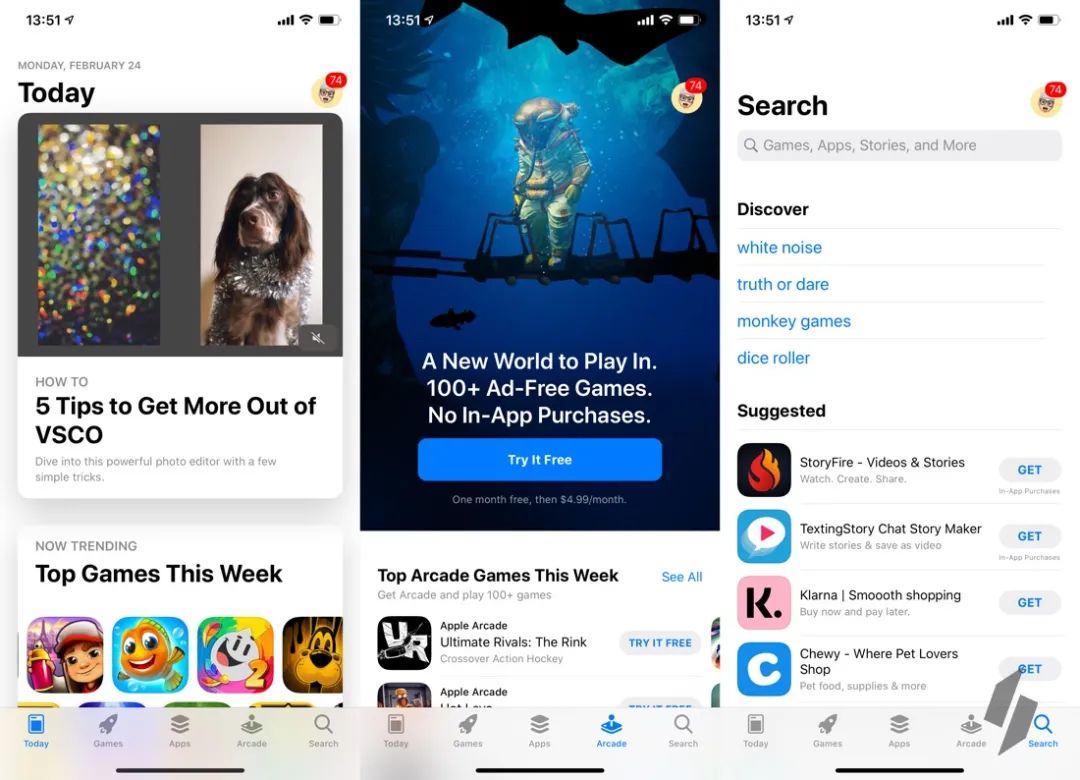 13:51
MONDAY, FEBRUARY 24
Today
74
HOW TO
5 Tips to Get More Out of
VSCO
Dive into this powerful photo editor with a few
simple tricks.
NOW TRENDING
Top Games This Week
2
Today
Games
Apps
Arcade
Search
13:51
74
A New World to Play In.
100+ Ad-Free Games.
No In-App Purchases.
Try It Free
One month free, then $4.99/month.
Top Arcade Games This Week
See All
Get Arcade and play 100+ games
UR
Apple Arcade
Ultimate Rivals: The Rink
Crossover Action Hockey
TRY IT FREE
Apple Arcade
Hot Lava
TRY IT FREE
Today
Games
Apps
Arcade
Search
13:51
74
Search
Games, Apps, Stories, and More
Discover
white noise
truth or dare
monkey games
dice roller
Suggested
StoryFire - Videos & Stories
Watch. Create. Share.
GET
In-App Purchases
TextingStory Chat Story Maker
Write stories & save as video
GET
In-App Purchases
K.
Klarna | Smoooth shopping
Buy now and pay later.
GET
C
Chewy - Where Pet Lovers
Shop
Pet food, supplies & more
GET
Today
Games
Apps
Arcade
Search